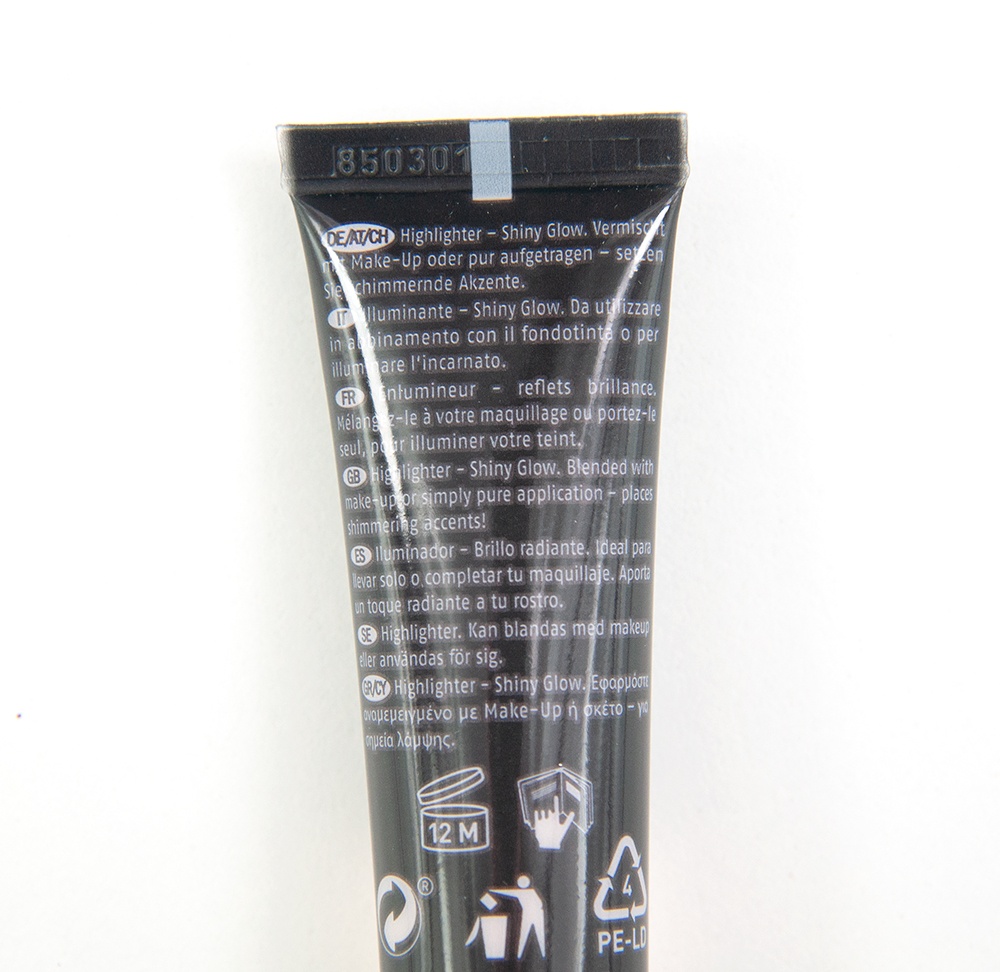 850301
DE/AT/CH Highlighter – Shiny Glow. Vermischt
mit Make-Up oder pur aufgetragen – setzen
Sie schimmernde Akzente.
IT Illuminante – Shiny Glow. Da utilizzare
in abbinamento con il fondotinta o per
illuminare l'incarnato.
FR Enlumineur – reflets brillance.
Mélangez-le à votre maquillage ou portez-le
seul, pour illuminer votre teint.
GB Highlighter – Shiny Glow. Blended with
make-up or simply pure application – places
shimmering accents!
ES Iluminador – Brillo radiante. Ideal para
llevar solo o completar tu maquillaje. Aporta
un toque radiante a tu rostro.
SE Highlighter. Kan blandas med makeup
eller användas för sig.
GR/CY Highlighter – Shiny Glow. Εφαρμόστε
αναμεμειγμένο με Make-Up ή σκέτο – για
σημεία λάμψης.
12 M
®
4
PE-LD